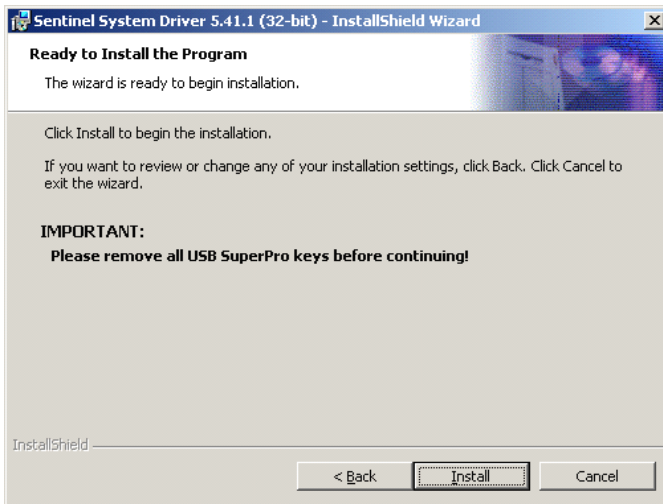 Sentinel System Driver 5.41.1 (32-bit) - InstallShield Wizard
Ready to Install the Program
The wizard is ready to begin installation.
Click Install to begin the installation.
If you want to review or change any of your installation settings, click Back. Click Cancel to
exit the wizard.
IMPORTANT:
Please remove all USB SuperPro keys before continuing!
InstallShield
< Back
Install
Cancel